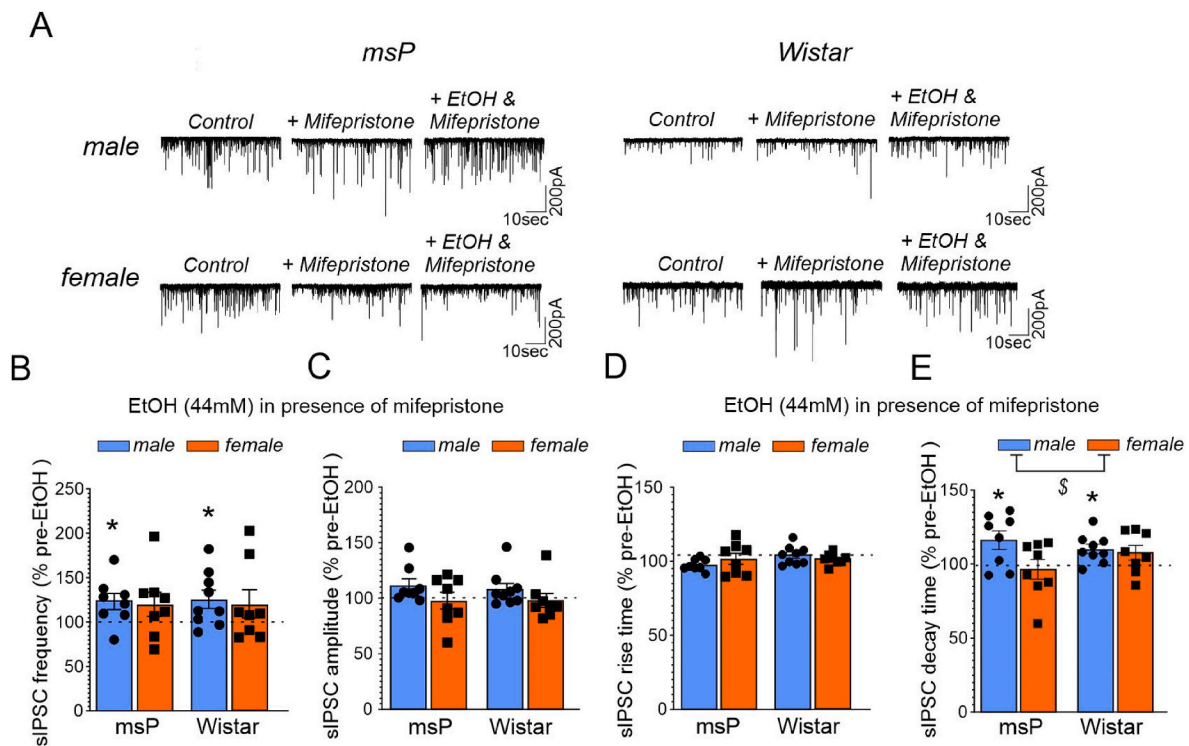 A
msP
Wistar
male
Control
+ Mifepristone
+ EtOH &
Mifepristone
200pA
10sec
Control
+ Mifepristone
+ EtOH &
Mifepristone
200pA
10sec
female
Control
+ Mifepristone
+ EtOH &
Mifepristone
200pA
10sec
Control
+ Mifepristone
+ EtOH &
Mifepristone
200pA
10sec
B
C
D
E
EtOH (44mM) in presence of mifepristone
EtOH (44mM) in presence of mifepristone
male female
sIPSC frequency (% pre-EtOH )
250
200
150
100
50
0
*
*
msP Wistar
male female
sIPSC amplitude (% pre-EtOH )
200
150
100
50
0
msP Wistar
male female
sIPSC rise time (% pre-EtOH )
150
100
50
0
msP Wistar
male female
$
sIPSC decay time (% pre-EtOH )
150
100
50
0
*
*
msP Wistar